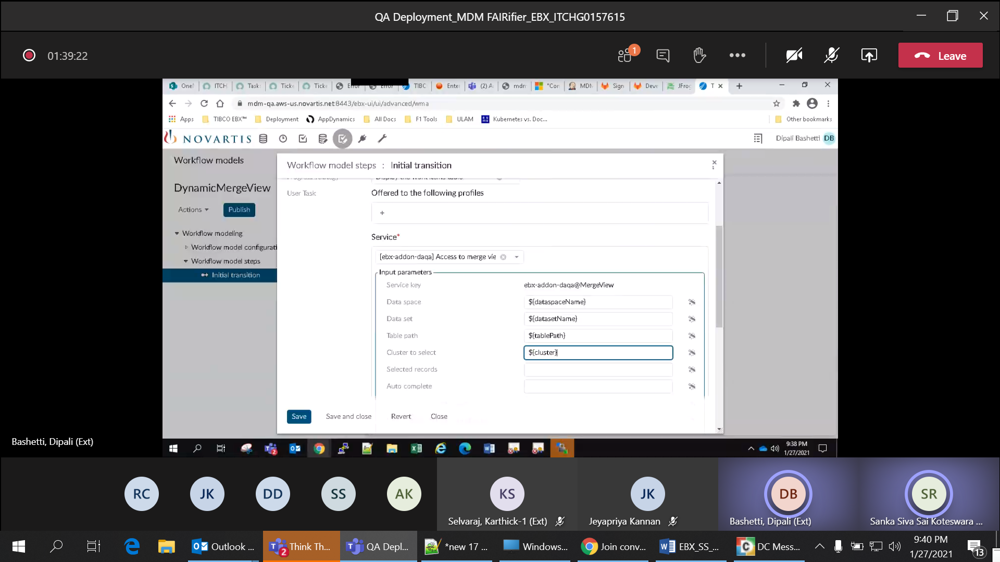 QA Deployment_MDM FAIRifier_EBX_ITCHG0157615
01:39:22
1
Leave
OneI ITCH Task Ticke Ticke Error Error TIBC Ente (2) A mdn "Con MDM Sign Deve JFrog T
mdm-qa.aws-us.novartis.net:8443/ebx-ui/ui/advanced/wma
Apps TIBCO EBX™ Deployment AppDynamics All Docs F1 Tools ULAM Kubernetes vs. Doc... Other bookmarks
NOVARTIS Dipali Bashetti DB
Workflow models
Workflow model steps : Initial transition
DynamicMergeView
Display the work items table
User Task
Offered to the following profiles
Actions Publish
+
Workflow modeling
Service*
Workflow model configurati
[ebx-addon-daqa] Access to merge vie
Workflow model steps
Input parameters
Initial transition
Service key ebx-addon-daqa@MergeView
Data space ${dataspaceName}
Data set ${datasetName}
Table path ${tablePath}
Cluster to select ${cluster}
Selected records
Auto complete
Save Save and close Revert Close
Bashetti, Dipali (Ext)
2
9:38 PM
1/27/2021
RC JK DD SS AK KS JK DB SR
Selvaraj, Karthick-1 (Ext) Jeyapriya Kannan Bashetti, Dipali (Ext) Sanka Siva Sai Koteswara ...
Outlook ... 2 Think Th... QA Depl... *new 17 ... Windows... Join conv... EBX_SS_... DC Mess...
9:40 PM
1/27/2021
13